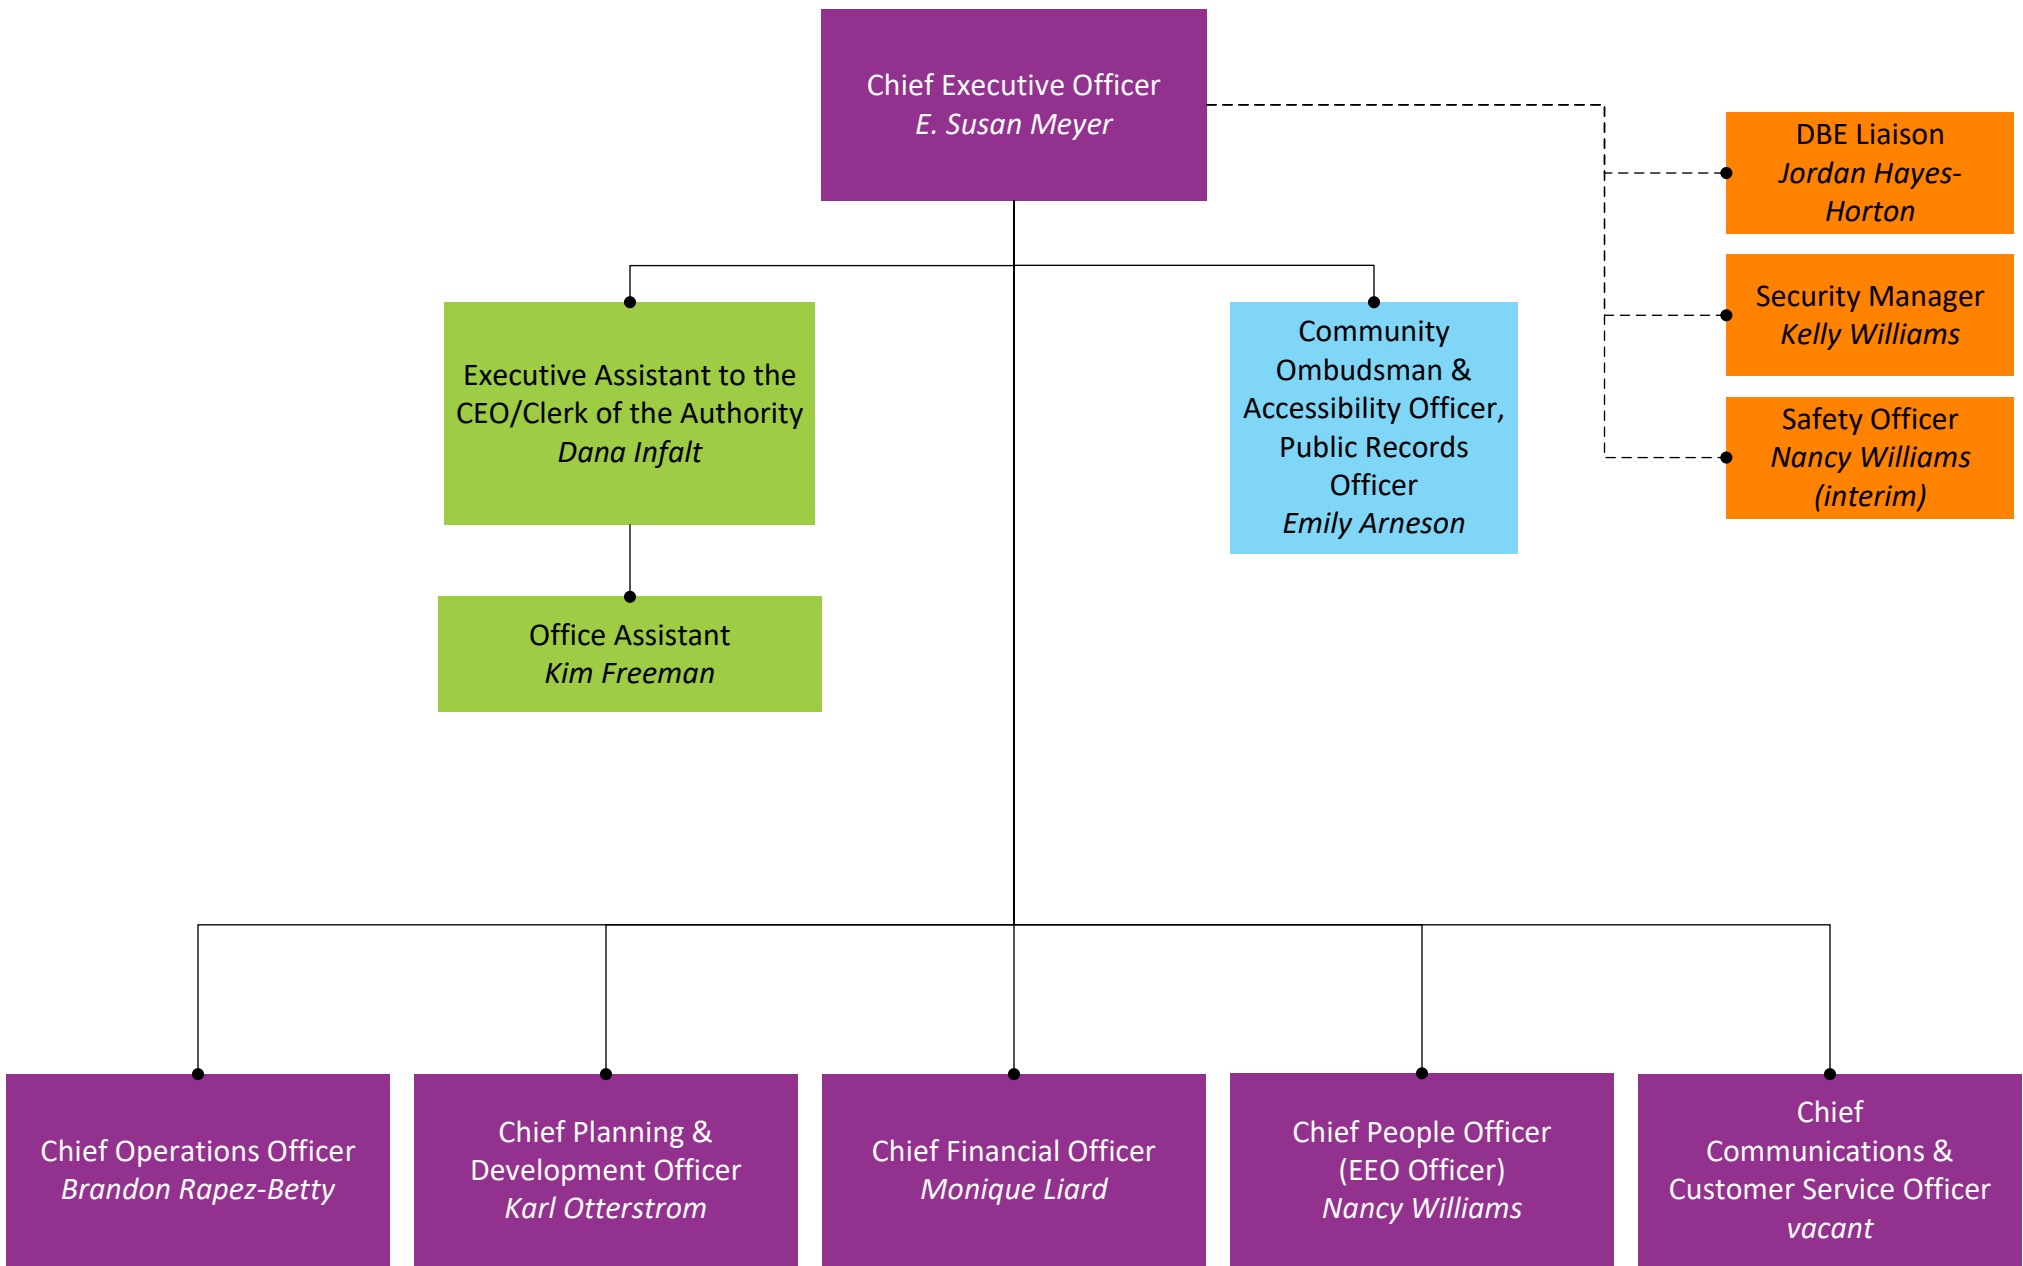 Chief Executive Officer
E. Susan Meyer
DBE Liaison
Jordan Hayes-
Horton
Security Manager
Kelly Williams
Safety Officer
Nancy Williams
(interim)
Executive Assistant to the
CEO/Clerk of the Authority
Dana Infalt
Community
Ombudsman &
Accessibility Officer,
Public Records
Officer
Emily Arneson
Office Assistant
Kim Freeman
Chief Operations Officer
Brandon Rapez-Betty
Chief Planning &
Development Officer
Karl Otterstrom
Chief Financial Officer
Monique Liard
Chief People Officer
(EEO Officer)
Nancy Williams
Chief
Communications &
Customer Service Officer
vacant